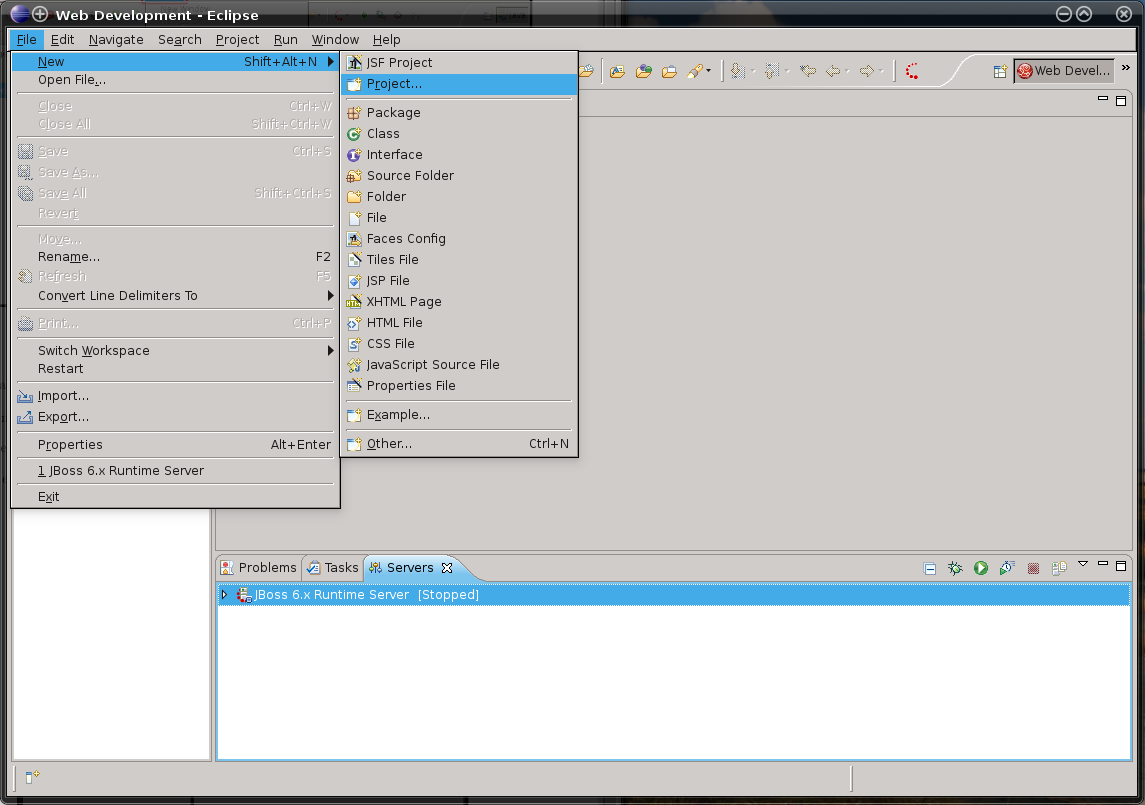 Web Development - Eclipse
File Edit Navigate Search Project Run Window Help
New Shift+Alt+N
Open File...
Close Ctrl+W
Close All Shift+Ctrl+W
Save Ctrl+S
Save As...
Save All Shift+Ctrl+S
Revert
Move...
Rename... F2
Refresh F5
Convert Line Delimiters To
Print... Ctrl+P
Switch Workspace
Restart
Import...
Export...
Properties Alt+Enter
1 JBoss 6.x Runtime Server
Exit
JSF Project
Project...
Package
Class
Interface
Source Folder
Folder
File
Faces Config
Tiles File
JSP File
XHTML Page
HTML File
CSS File
JavaScript Source File
Properties File
Example...
Other... Ctrl+N
Web Devel... »
Problems Tasks Servers
JBoss 6.x Runtime Server [Stopped]